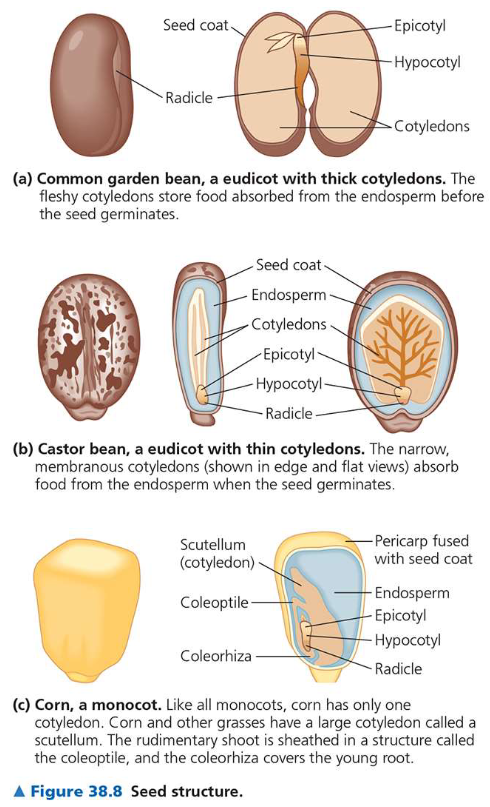 Seed coat
Epicotyl
Hypocotyl
Radicle
Cotyledons
(a) Common garden bean, a eudicot with thick cotyledons. The
fleshy cotyledons store food absorbed from the endosperm before
the seed germinates.
Seed coat
Endosperm
Cotyledons
Epicotyl
Hypocotyl
Radicle
(b) Castor bean, a eudicot with thin cotyledons. The narrow,
membranous cotyledons (shown in edge and flat views) absorb
food from the endosperm when the seed germinates.
Scutellum
(cotyledon)
Coleoptile
Coleorhiza
Pericarp fused
with seed coat
Endosperm
Epicotyl
Hypocotyl
Radicle
(c) Corn, a monocot. Like all monocots, corn has only one
cotyledon. Corn and other grasses have a large cotyledon called a
scutellum. The rudimentary shoot is sheathed in a structure called
the coleoptile, and the coleorhiza covers the young root.
▲ Figure 38.8 Seed structure.